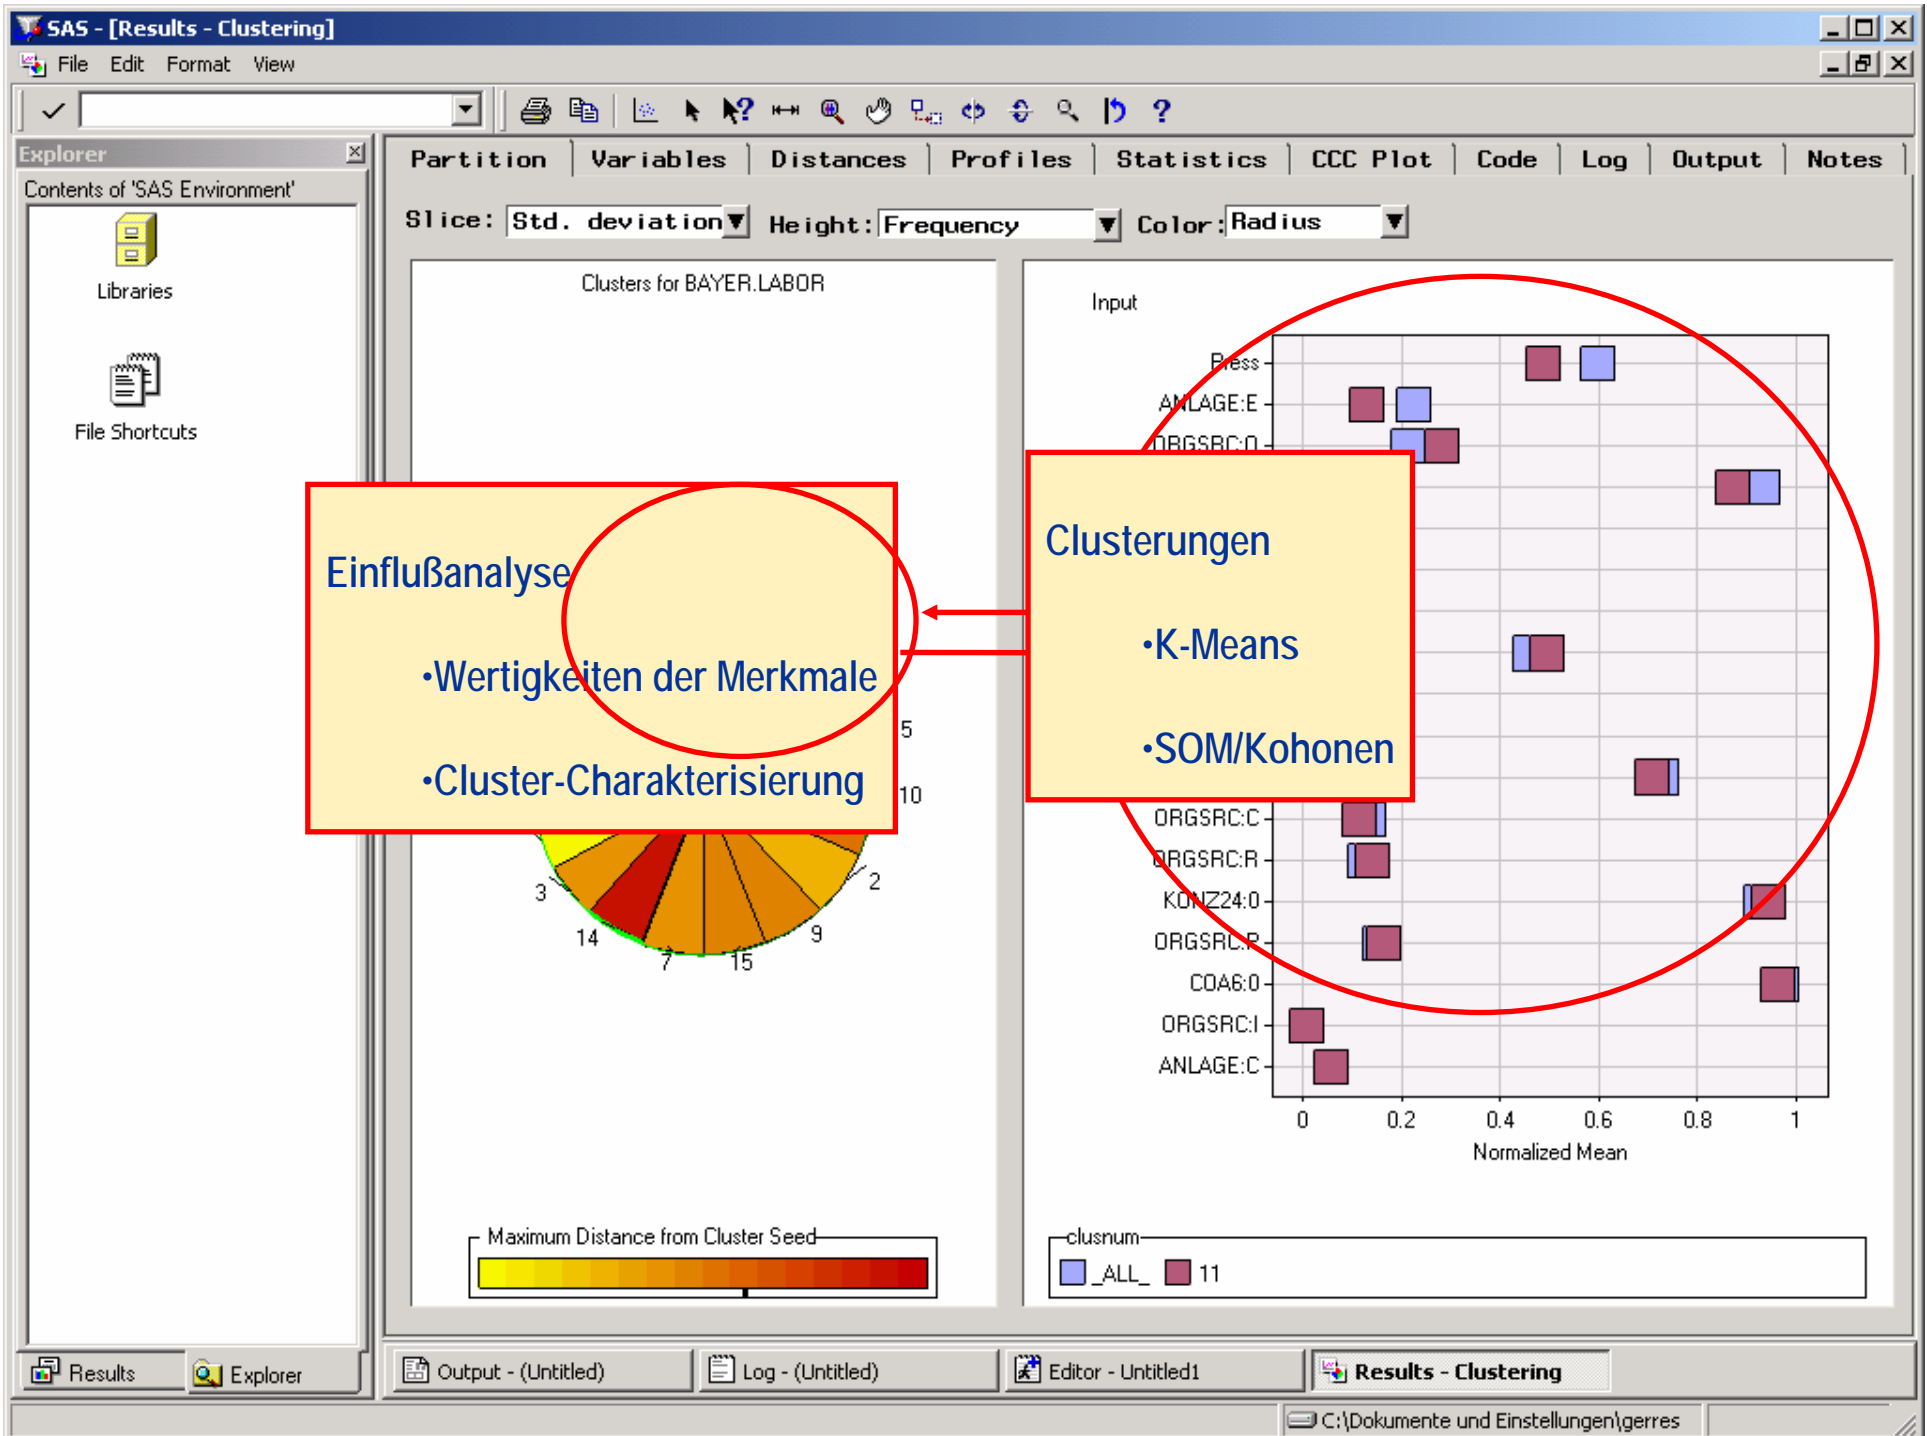 SAS - [Results - Clustering]
File Edit Format View
Explorer
Contents of 'SAS Environment'
Libraries
File Shortcuts
Partition Variables Distances Profiles Statistics CCC Plot Code Log Output Notes
Slice: Std. deviation Height: Frequency Color: Radius
Clusters for BAYER.LABOR
5
10
2
9
15
7
14
3
Maximum Distance from Cluster Seed
Einflußanalyse
•Wertigkeiten der Merkmale
•Cluster-Charakterisierung
Clusterungen
•K-Means
•SOM/Kohonen
Input
Press
ANLAGE:E
ORGSRC:C
ORGSRC:R
KONZ24:0
ORGSRC:P
COA6:0
ORGSRC:I
ANLAGE:C
0 0.2 0.4 0.6 0.8 1
Normalized Mean
clusnum
_ALL_ 11
Results Explorer
Output - (Untitled) Log - (Untitled) Editor - Untitled1 Results - Clustering
C:\Dokumente und Einstellungen\gerres